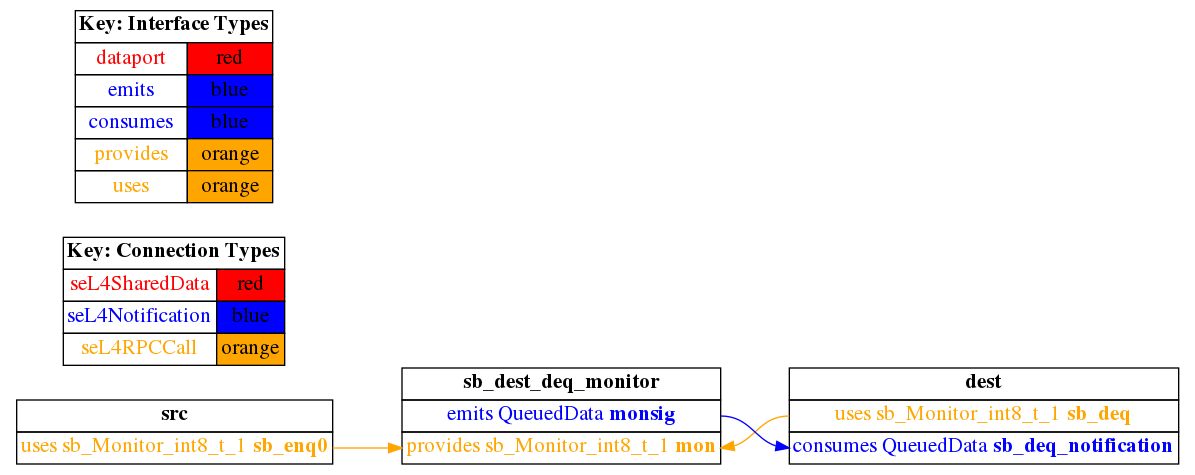 Key: Interface Types
dataport red
emits blue
consumes blue
provides orange
uses orange
Key: Connection Types
seL4SharedData red
seL4Notification blue
seL4RPCCall orange
src
uses sb_Monitor_int8_t_1 sb_enq0
sb_dest_deq_monitor
emits QueuedData monsig
provides sb_Monitor_int8_t_1 mon
dest
uses sb_Monitor_int8_t_1 sb_deq
consumes QueuedData sb_deq_notification